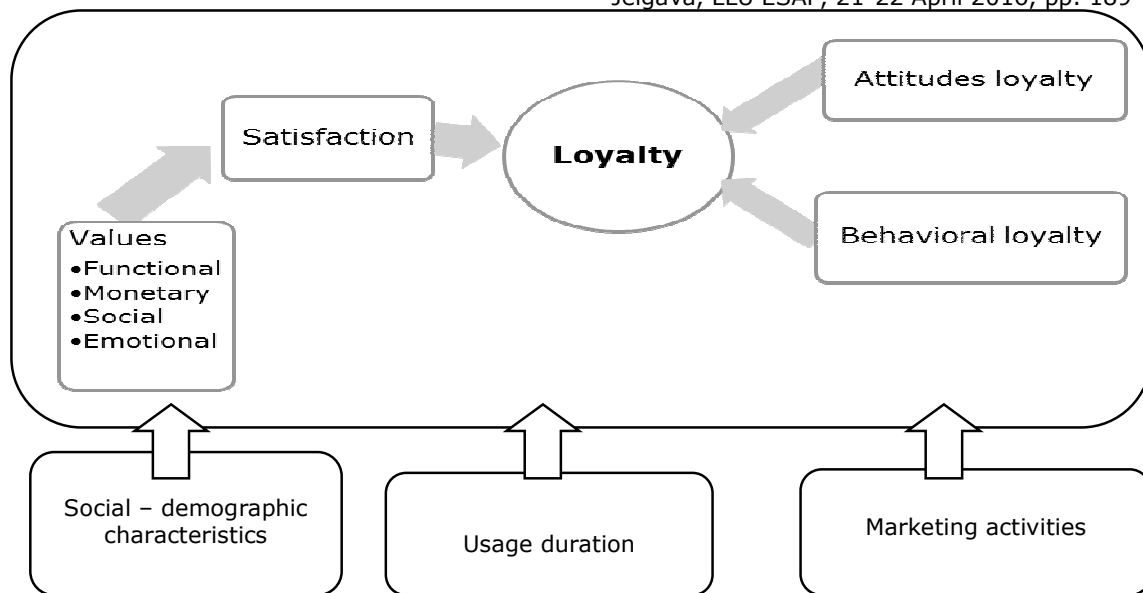 Jelgava, LLU ESAF, 21-22 April 2016, pp. 189
Attitudes loyalty
Satisfaction
Loyalty
Values
•Functional
•Monetary
•Social
•Emotional
Behavioral loyalty
Social – demographic
characteristics
Usage duration
Marketing activities